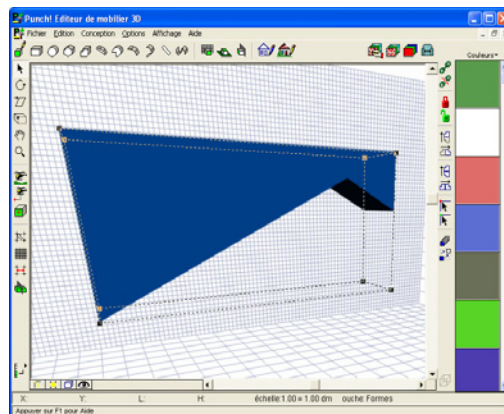 Punch! Editeur de mobilier 3D
Fichier Edition Conception Options Affichage Aide
Couleurs
X: Y: L: H: échelle:1.00 = 1.00 dm ouche: Formes
Appuyer sur F1 pour Aide